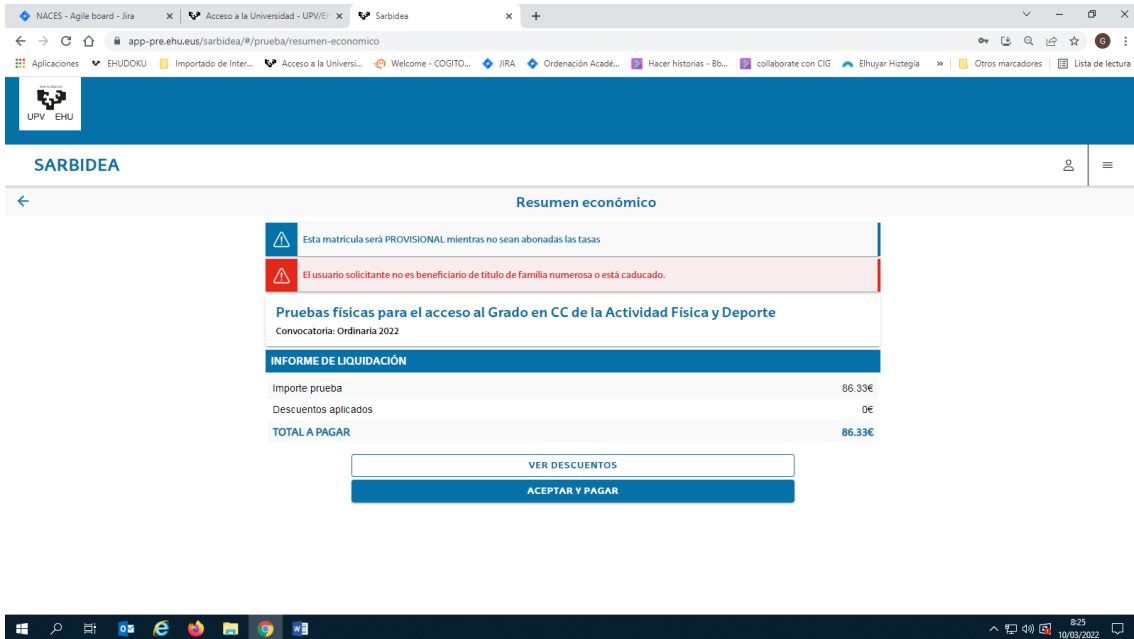 NACES - Agile board - Jira
Acceso a la Universidad - UPV/EH
Sarbidea
app-pre.ehu.eus/sarbidea/#/prueba/resumen-economico
G
Aplicaciones
EHUDOKU
Importado de Inter...
Acceso a la Universi...
Welcome - COGITO...
JIRA
Ordenación Acadé...
Hacer historias - Bb...
collaborate con CIG
Elhuyar Hiztegia
»
Otros marcadores
Lista de lectura
UPV EHU
SARBIDEA
Resumen económico
Esta matrícula será PROVISIONAL mientras no sean abonadas las tasas
El usuario solicitante no es beneficiario de título de familia numerosa o está caducado.
Pruebas físicas para el acceso al Grado en CC de la Actividad Física y Deporte
Convocatoria: Ordinaria 2022
INFORME DE LIQUIDACIÓN
Importe prueba 86.33€
Descuentos aplicados 0€
TOTAL A PAGAR 86.33€
VER DESCUENTOS
ACEPTAR Y PAGAR
8:25
10/03/2022